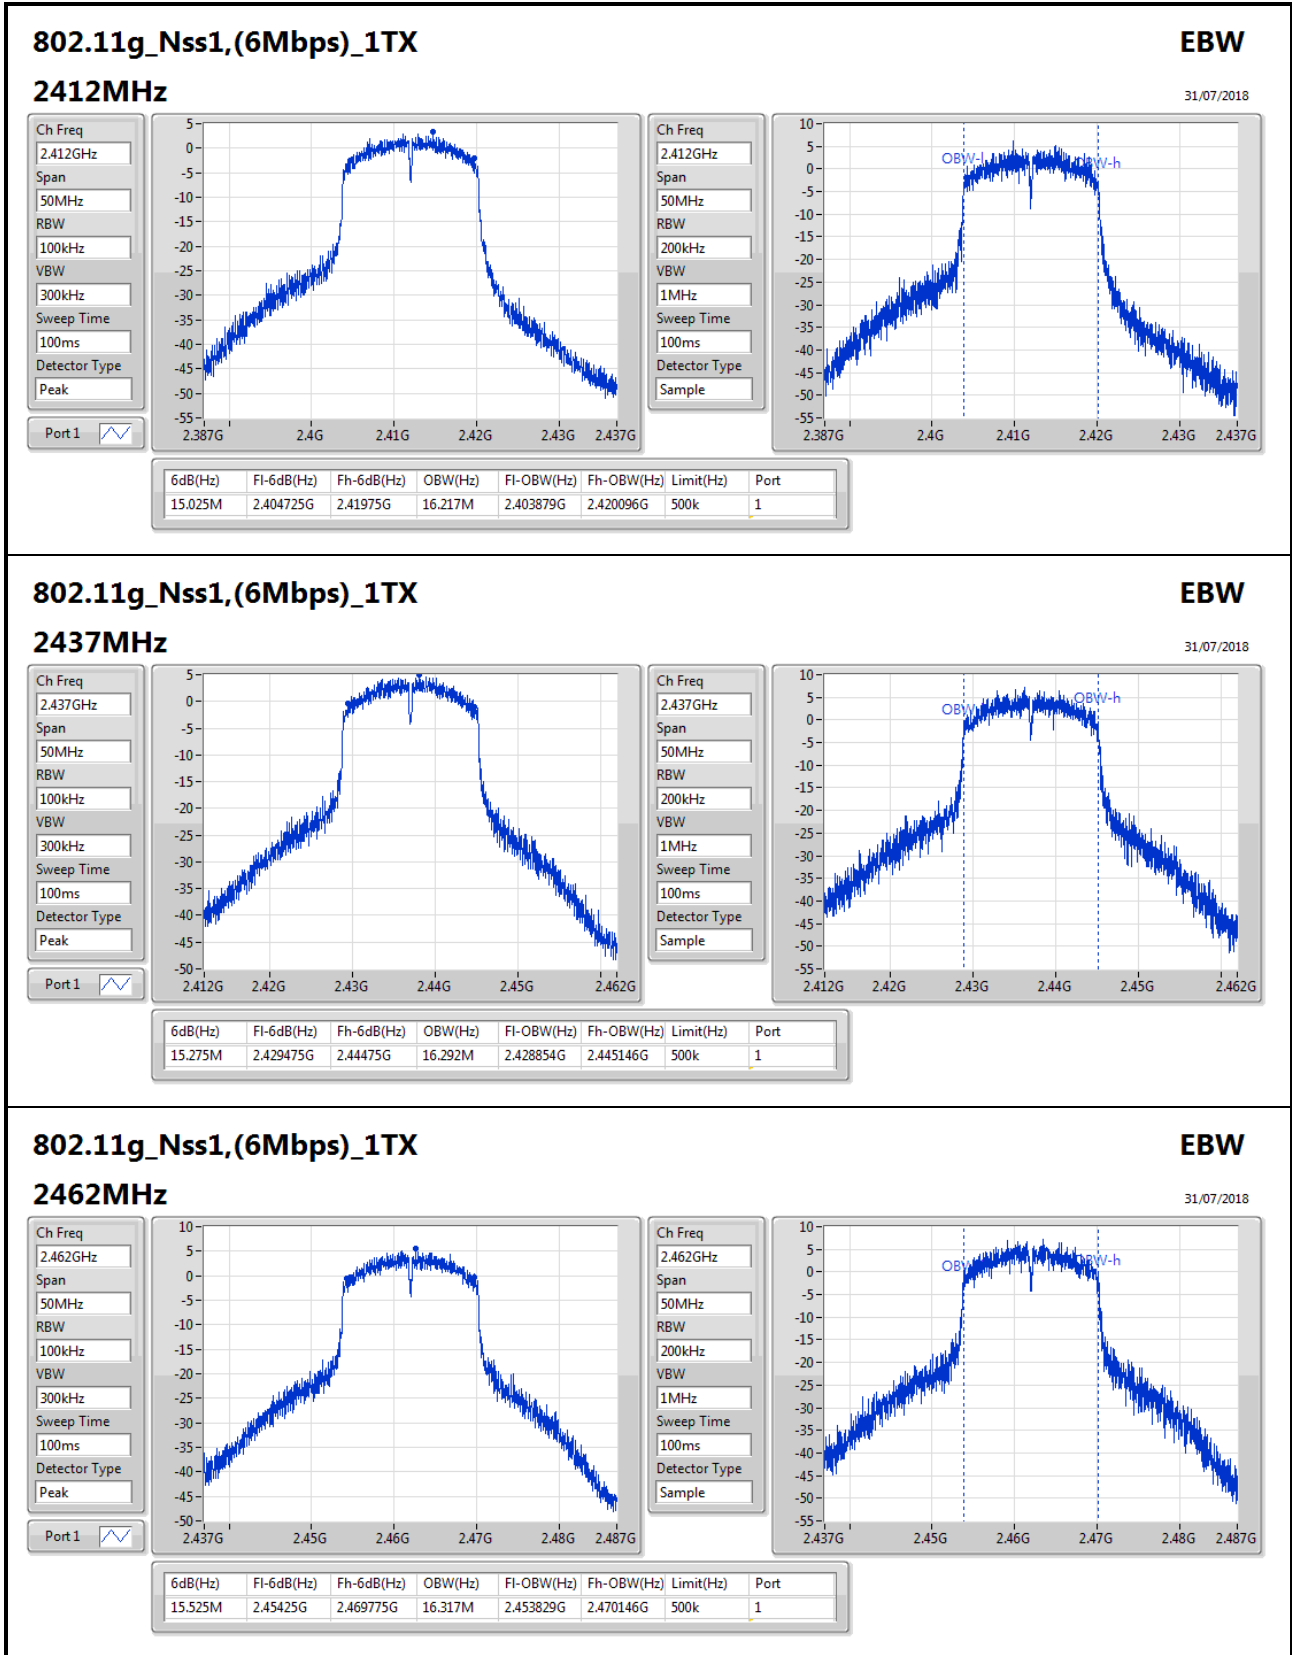 802.11g_Nss1,(6Mbps)_1TX EBW
2412MHz 31/07/2018
Ch Freq
2.412GHz
Span
50MHz
RBW
100kHz
VBW
300kHz
Sweep Time
100ms
Detector Type
Peak
Port 1
5
0
-5
-10
-15
-20
-25
-30
-35
-40
-45
-50
-55
2.387G 2.4G 2.41G 2.42G 2.43G 2.437G
Ch Freq
2.412GHz
Span
50MHz
RBW
200kHz
VBW
1MHz
Sweep Time
100ms
Detector Type
Sample
10
5
0
-5
-10
-15
-20
-25
-30
-35
-40
-45
-50
-55
OBW-h
2.387G 2.4G 2.41G 2.42G 2.43G 2.437G
6dB(Hz) Fl-6dB(Hz) Fh-6dB(Hz) OBW(Hz) Fl-OBW(Hz) Fh-OBW(Hz) Limit(Hz) Port
15.025M 2.404725G 2.41975G 16.217M 2.403879G 2.420096G 500k 1
802.11g_Nss1,(6Mbps)_1TX EBW
2437MHz 31/07/2018
Ch Freq
2.437GHz
Span
50MHz
RBW
100kHz
VBW
300kHz
Sweep Time
100ms
Detector Type
Peak
Port 1
5
0
-5
-10
-15
-20
-25
-30
-35
-40
-45
-50
2.412G 2.42G 2.43G 2.44G 2.45G 2.462G
Ch Freq
2.437GHz
Span
50MHz
RBW
200kHz
VBW
1MHz
Sweep Time
100ms
Detector Type
Sample
10
5
0
-5
-10
-15
-20
-25
-30
-35
-40
-45
-50
-55
OBW OBW-h
2.412G 2.42G 2.43G 2.44G 2.45G 2.462G
6dB(Hz) Fl-6dB(Hz) Fh-6dB(Hz) OBW(Hz) Fl-OBW(Hz) Fh-OBW(Hz) Limit(Hz) Port
15.275M 2.429475G 2.44475G 16.292M 2.428854G 2.445146G 500k 1
802.11g_Nss1,(6Mbps)_1TX EBW
2462MHz 31/07/2018
Ch Freq
2.462GHz
Span
50MHz
RBW
100kHz
VBW
300kHz
Sweep Time
100ms
Detector Type
Peak
Port 1
10
5
0
-5
-10
-15
-20
-25
-30
-35
-40
-45
-50
2.437G 2.45G 2.46G 2.47G 2.48G 2.487G
Ch Freq
2.462GHz
Span
50MHz
RBW
200kHz
VBW
1MHz
Sweep Time
100ms
Detector Type
Sample
10
5
0
-5
-10
-15
-20
-25
-30
-35
-40
-45
-50
-55
OBW-h
2.437G 2.45G 2.46G 2.47G 2.48G 2.487G
6dB(Hz) Fl-6dB(Hz) Fh-6dB(Hz) OBW(Hz) Fl-OBW(Hz) Fh-OBW(Hz) Limit(Hz) Port
15.525M 2.45425G 2.469775G 16.317M 2.453829G 2.470146G 500k 1